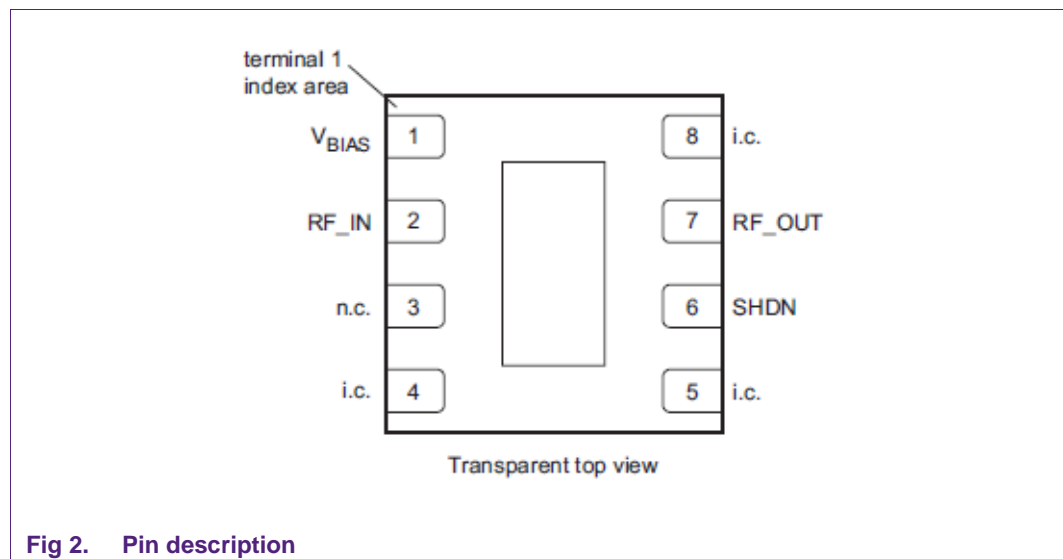 terminal 1
index area
V_BIAS 1
8 i.c.
RF_IN 2
7 RF_OUT
n.c. 3
6 SHDN
i.c. 4
5 i.c.
Transparent top view
Fig 2. Pin description